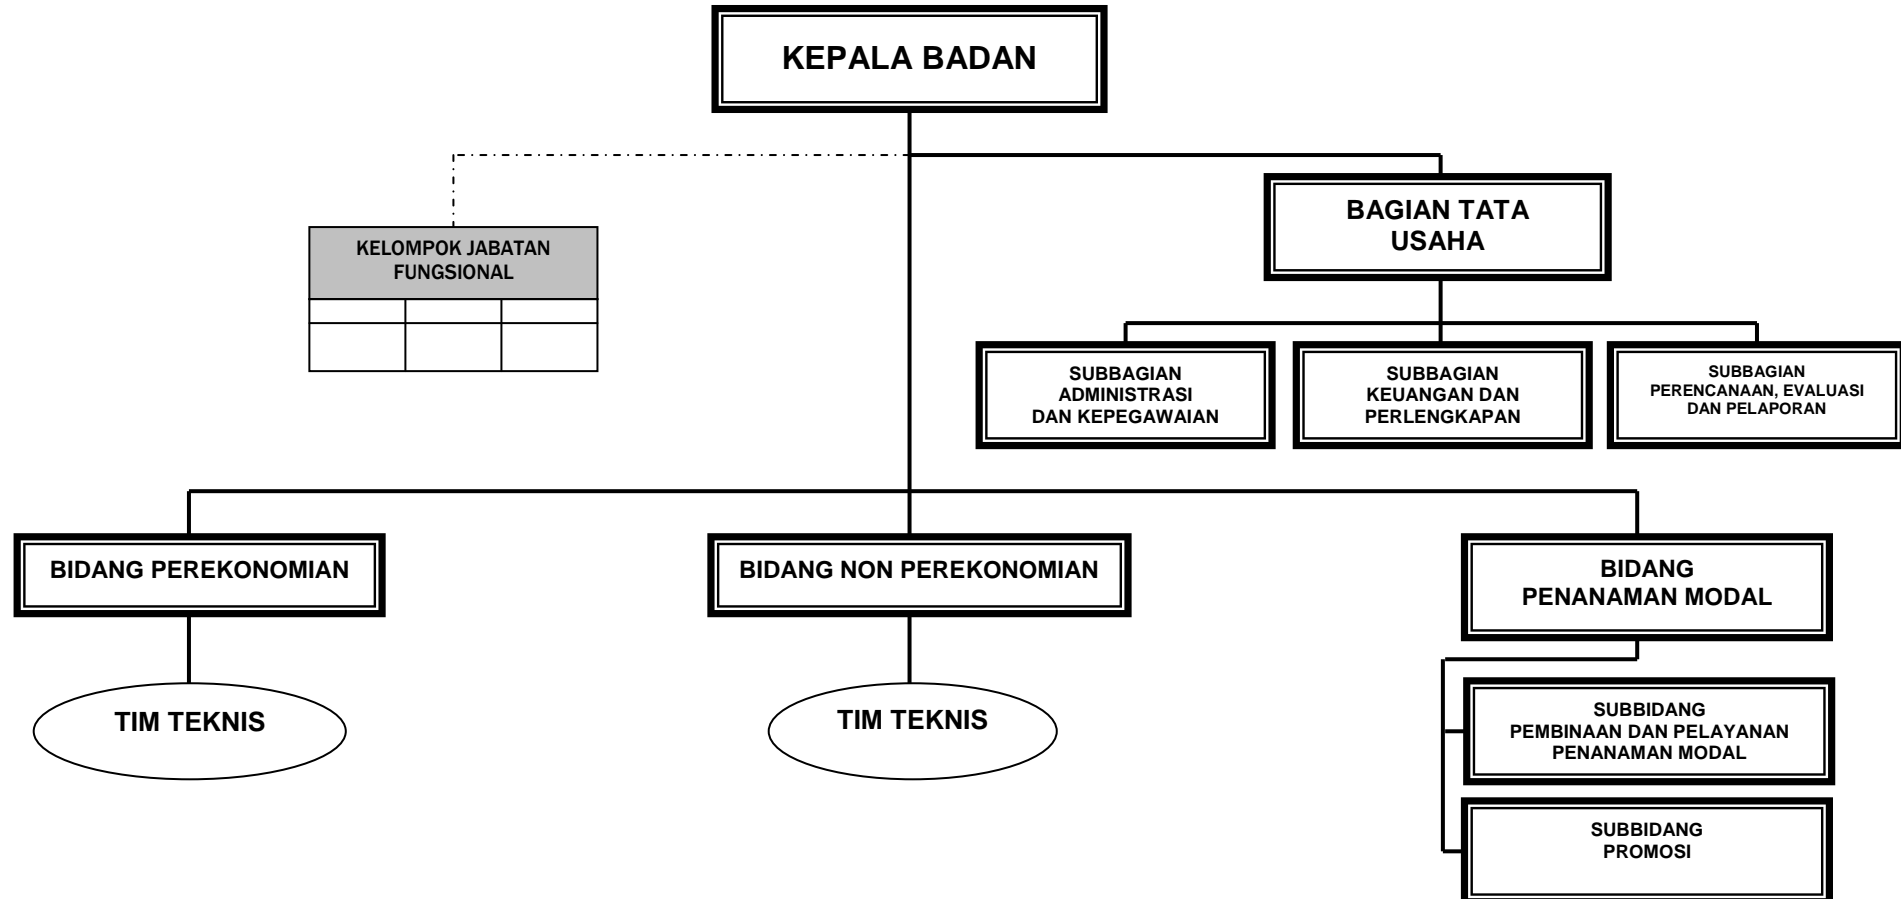 KEPALA BADAN
BAGIAN TATA
USAHA
KELOMPOK JABATAN
FUNGSIONAL
SUBBAGIAN
ADMINISTRASI
DAN KEPEGAWAIAN
SUBBAGIAN
KEUANGAN DAN
PERLENGKAPAN
SUBBAGIAN
PERENCANAAN, EVALUASI
DAN PELAPORAN
BIDANG PEREKONOMIAN
BIDANG NON PEREKONOMIAN
BIDANG
PENANAMAN MODAL
TIM TEKNIS
TIM TEKNIS
SUBBIDANG
PEMBINAAN DAN PELAYANAN
PENANAMAN MODAL
SUBBIDANG
PROMOSI